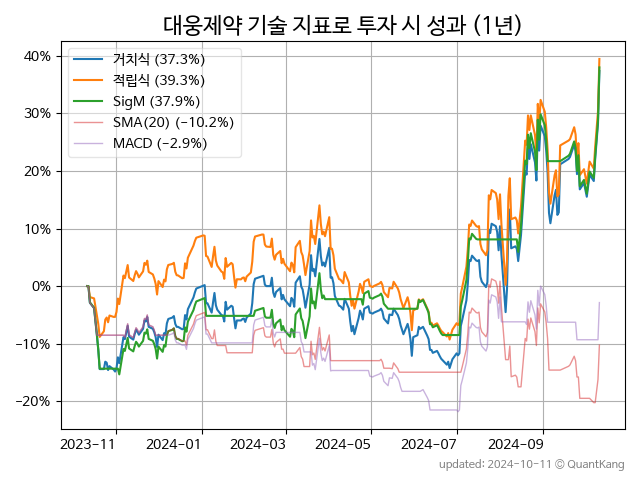 대웅제약 기술 지표로 투자 시 성과 (1년)
거치식 (37.3%)
적립식 (39.3%)
SigM (37.9%)
SMA(20) (−10.2%)
MACD (−2.9%)
40%
30%
20%
10%
0%
−10%
−20%
2023-11
2024-01
2024-03
2024-05
2024-07
2024-09
updated: 2024-10-11 © QuantKang